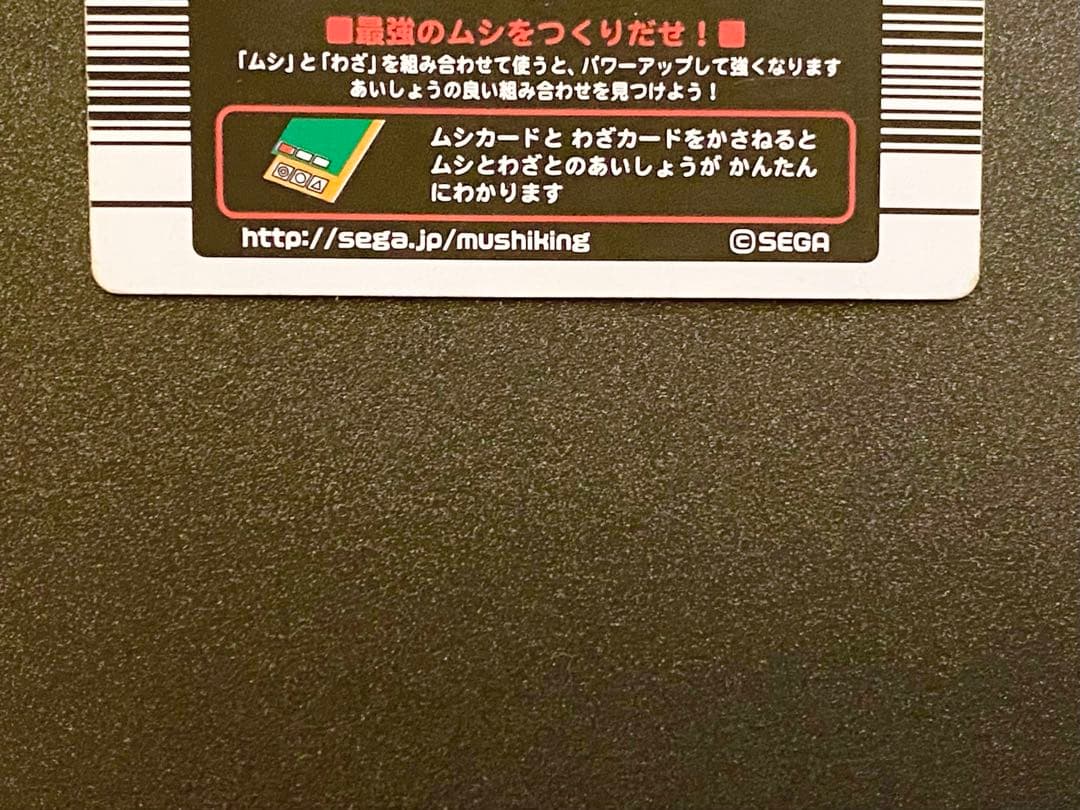 ■最強のムシをつくりだせ！■
「ムシ」と「わざ」を組み合わせて使うと、パワーアップして強くなります
あいしょうの良い組み合わせを見つけよう！
ムシカードと わざカードをかさねると
ムシとわざとのあいしょうが かんたん
にわかります
http://sega.jp/mushiking
©SEGA